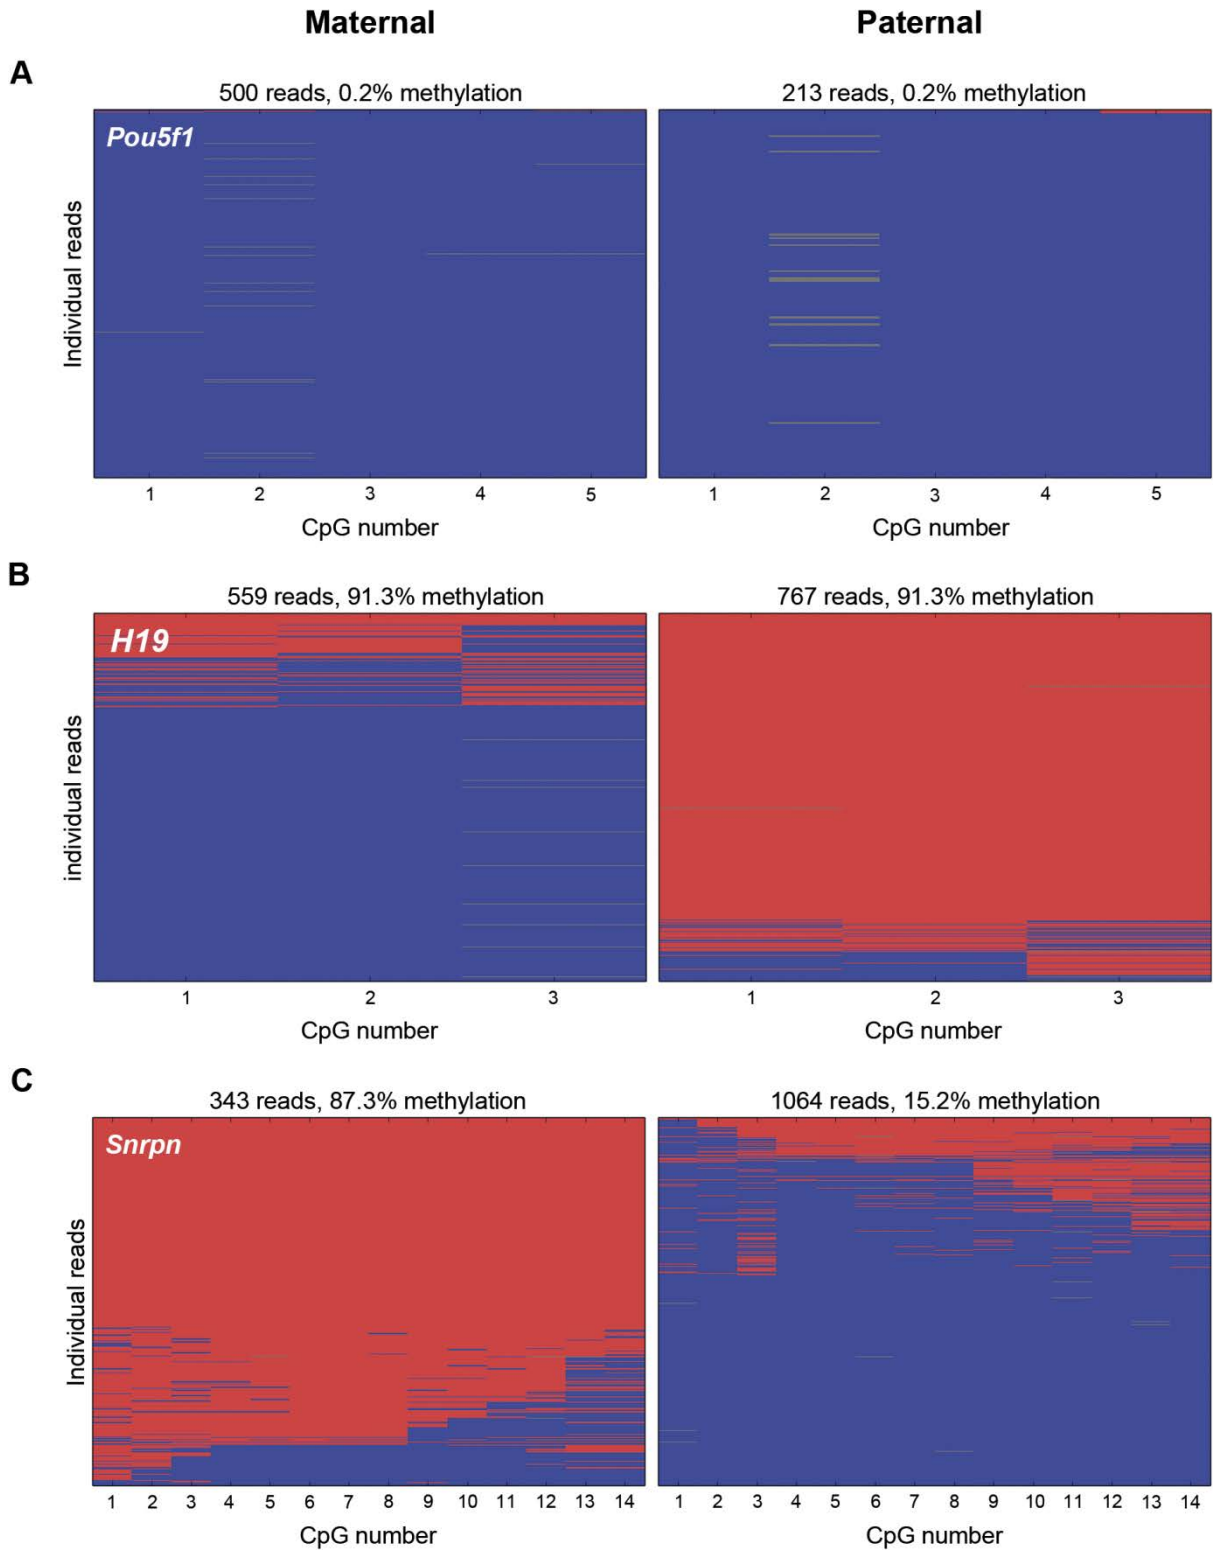 Maternal Paternal
A
500 reads, 0.2% methylation 213 reads, 0.2% methylation
Pou5f1
Individual reads
1 2 3 4 5 1 2 3 4 5
CpG number CpG number
B
559 reads, 91.3% methylation 767 reads, 91.3% methylation
H19
individual reads
1 2 3 1 2 3
CpG number CpG number
C
343 reads, 87.3% methylation 1064 reads, 15.2% methylation
Snrpn
Individual reads
1 2 3 4 5 6 7 8 9 10 11 12 13 14 1 2 3 4 5 6 7 8 9 10 11 12 13 14
CpG number CpG number